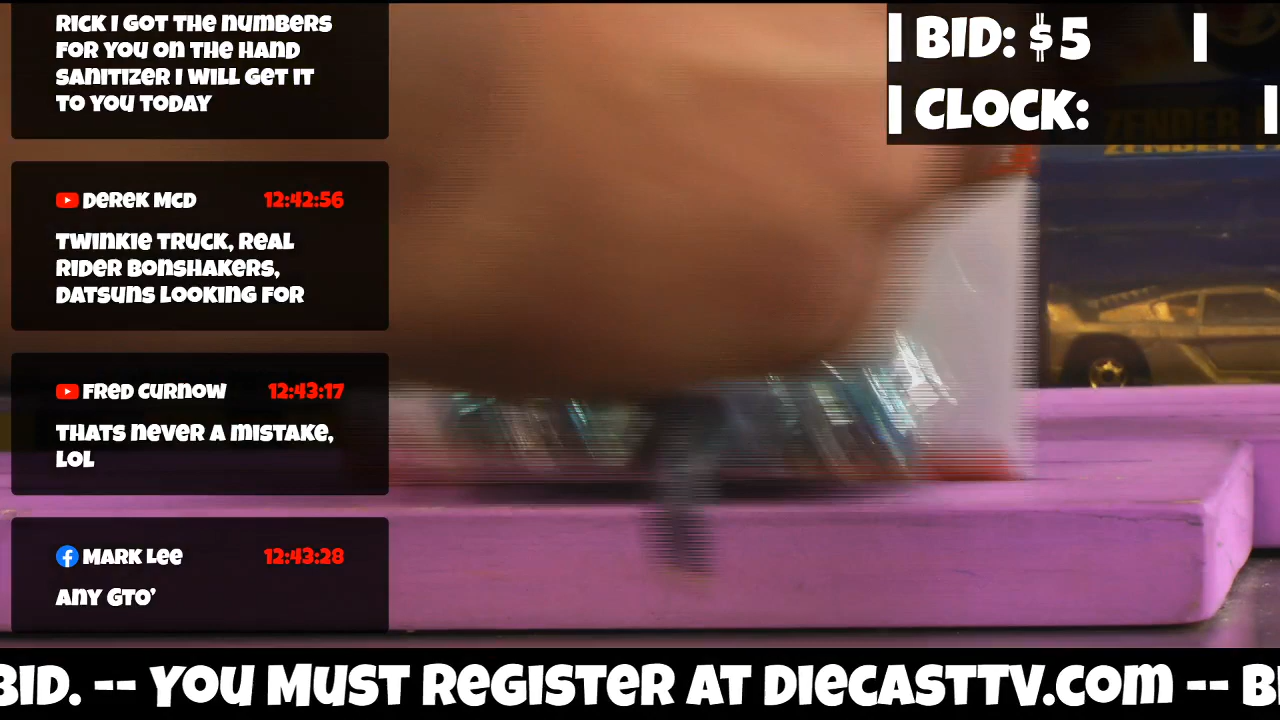 RICK I GOT THE NUMBERS
FOR YOU ON THE HAND
SANITIZER I WILL GET IT
TO YOU TODAY
DEREK MCD 12:42:56
TWINKIE TRUCK, REAL
RIDER BONSHAKERS,
DATSUNS LOOKING FOR
FRED CURNOW 12:43:17
THATS NEVER A MISTAKE,
LOL
MARK LEE 12:43:28
ANY GTO'
| BID: $5 |
| CLOCK: |
ZENDER
BID. -- YOU MUST REGISTER AT DIECASTTV.COM -- B